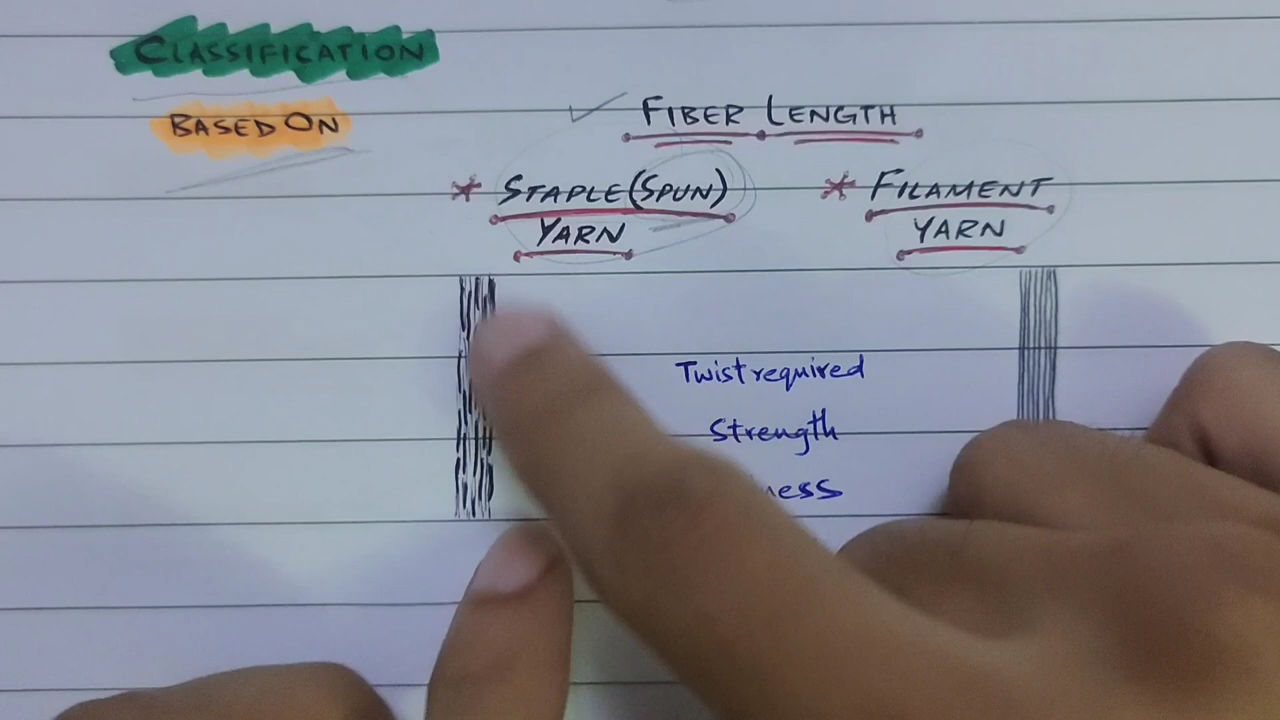 CLASSIFICATION
BASED ON
FIBER LENGTH
* STAPLE(SPUN) YARN
* FILAMENT YARN
Twist required
Strength